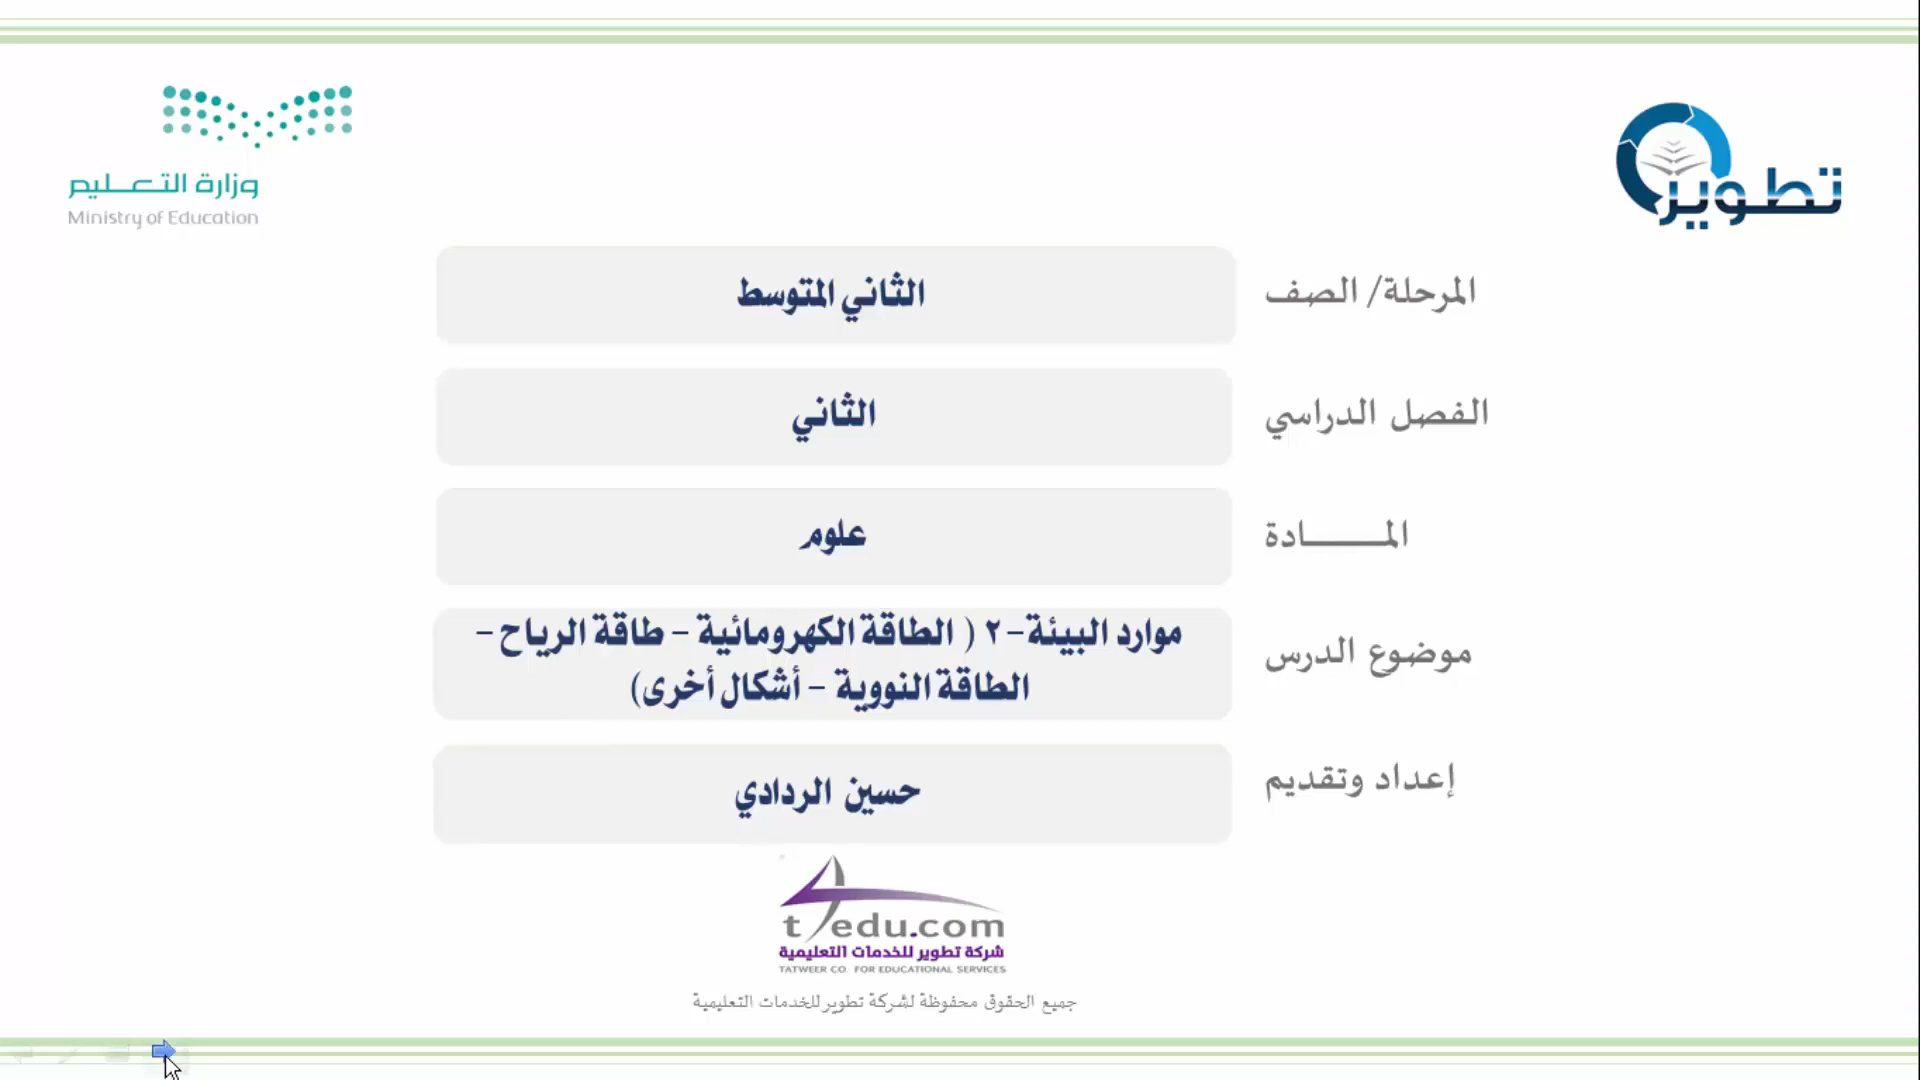 وزارة التعليم
Ministry of Education
تطوير
المرحلة/ الصف
الثاني المتوسط
الفصل الدراسي
الثاني
المــــــــادة
علوم
موضوع الدرس
موارد البيئة-٢ ( الطاقة الكهرومائية – طاقة الرياح –
الطاقة النووية – أشكال أخرى)
إعداد وتقديم
حسين الردادي
t4edu.com
شركة تطوير للخدمات التعليمية
TATWEER CO. FOR EDUCATIONAL SERVICES
جميع الحقوق محفوظة لشركة تطوير للخدمات التعليمية